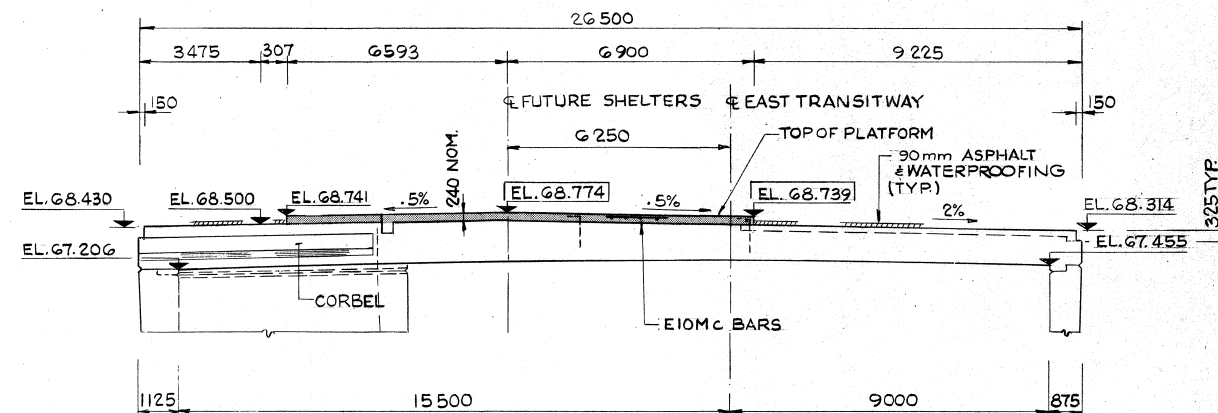 26 500
3475 307 6593 6900 9 225
150 ℄ FUTURE SHELTERS ℄ EAST TRANSITWAY 150
6 250 TOP OF PLATFORM
240 NOM.
90mm ASPHALT
& WATERPROOFING
(TYP.)
325 TYP.
EL. 68.430 EL. 68.500 EL. 68.741 .5% EL. 68.774 .5% EL. 68.739 2% EL. 68.314
EL. 67.206 EL. 67.455
CORBEL
E10Mc BARS
1125 15 500 9000 875